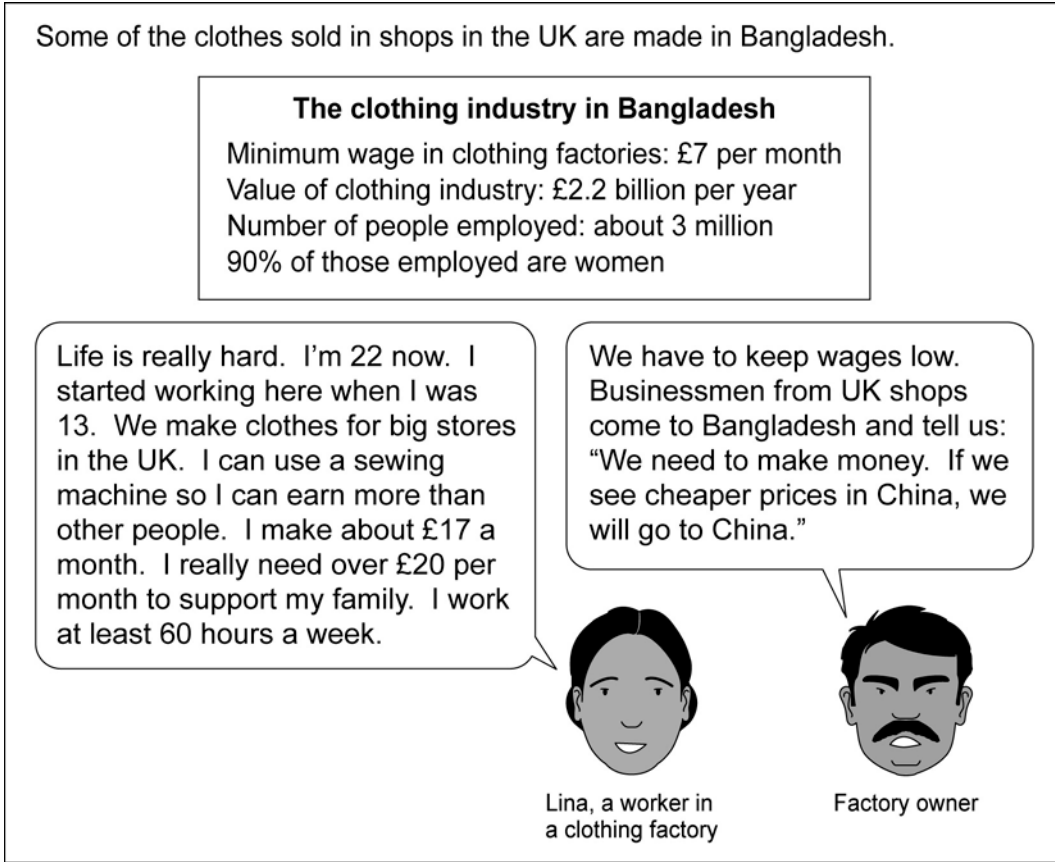 Some of the clothes sold in shops in the UK are made in Bangladesh.
The clothing industry in Bangladesh
Minimum wage in clothing factories: £7 per month
Value of clothing industry: £2.2 billion per year
Number of people employed: about 3 million
90% of those employed are women
Life is really hard. I'm 22 now. I
started working here when I was
13. We make clothes for big stores
in the UK. I can use a sewing
machine so I can earn more than
other people. I make about £17 a
month. I really need over £20 per
month to support my family. I work
at least 60 hours a week.
We have to keep wages low.
Businessmen from UK shops
come to Bangladesh and tell us:
“We need to make money. If we
see cheaper prices in China, we
will go to China.”
Lina, a worker in
a clothing factory
Factory owner